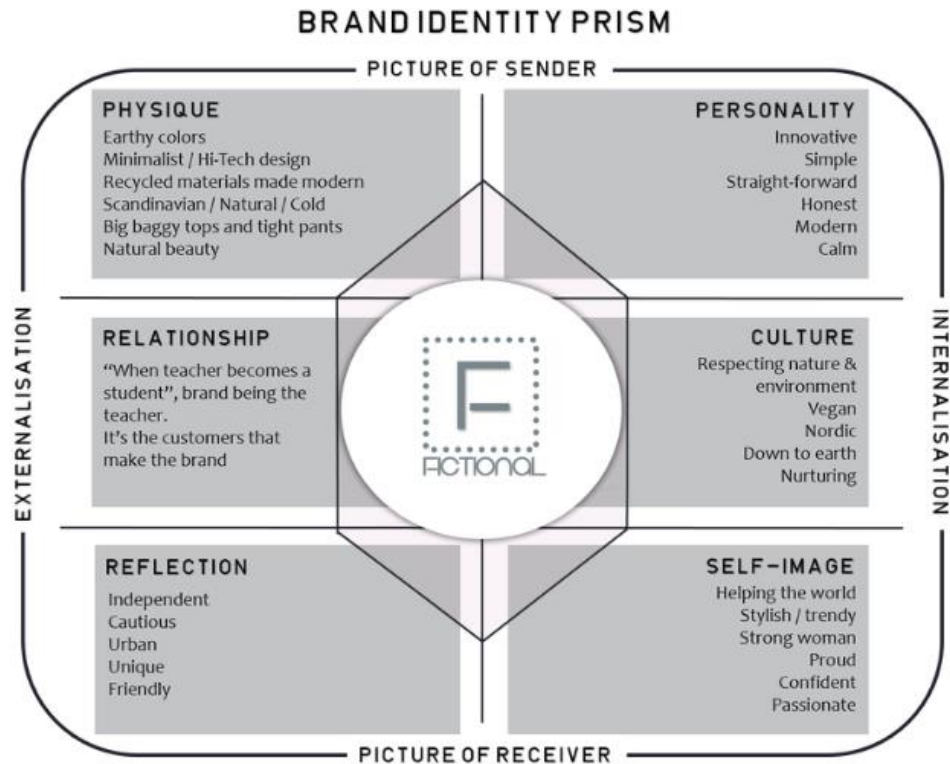 BRAND IDENTITY PRISM
PICTURE OF SENDER
PHYSIQUE
Earthy colors
Minimalist / Hi-Tech design
Recycled materials made modern
Scandinavian / Natural / Cold
Big baggy tops and tight pants
Natural beauty
PERSONALITY
Innovative
Simple
Straight-forward
Honest
Modern
Calm
EXTERNALISATION
RELATIONSHIP
“When teacher becomes a
student”, brand being the
teacher.
It’s the customers that
make the brand
F
FICTIONAL
CULTURE
Respecting nature &
environment
Vegan
Nordic
Down to earth
Nurturing
INTERNALISATION
REFLECTION
Independent
Cautious
Urban
Unique
Friendly
SELF-IMAGE
Helping the world
Stylish / trendy
Strong woman
Proud
Confident
Passionate
PICTURE OF RECEIVER